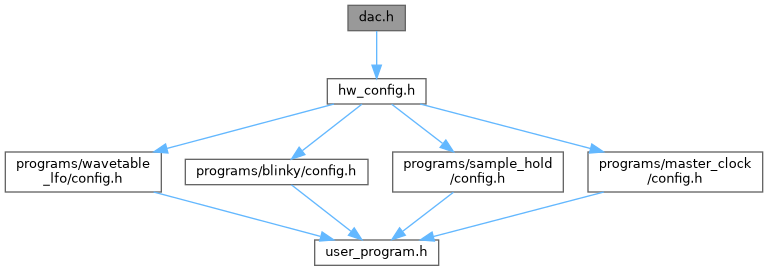 dac.h
hw_config.h
programs/wavetable
_lfo/config.h
programs/blinky/config.h
programs/sample_hold
/config.h
programs/master_clock
/config.h
user_program.h